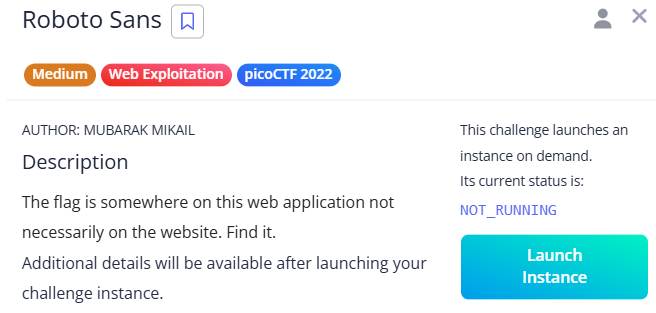 Roboto Sans
Medium Web Exploitation picoCTF 2022
AUTHOR: MUBARAK MIKAIL
Description
The flag is somewhere on this web application not
necessarily on the website. Find it.
Additional details will be available after launching your
challenge instance.
This challenge launches an
instance on demand.
Its current status is:
NOT_RUNNING
Launch
Instance